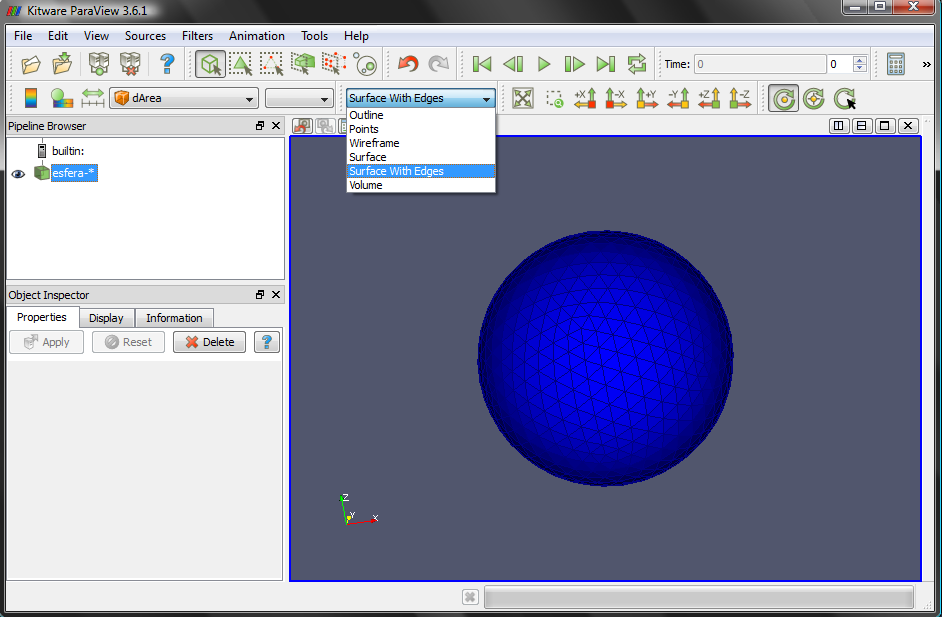 Kitware ParaView 3.6.1
File Edit View Sources Filters Animation Tools Help
? Time: 0 0 »
dArea Surface With Edges +X -X +Y -Y +Z -Z
Outline
Points
Wireframe
Surface
Surface With Edges
Volume
Pipeline Browser
builtin:
esfera-*
Object Inspector
Properties Display Information
Apply Reset Delete ?
Z
Y X